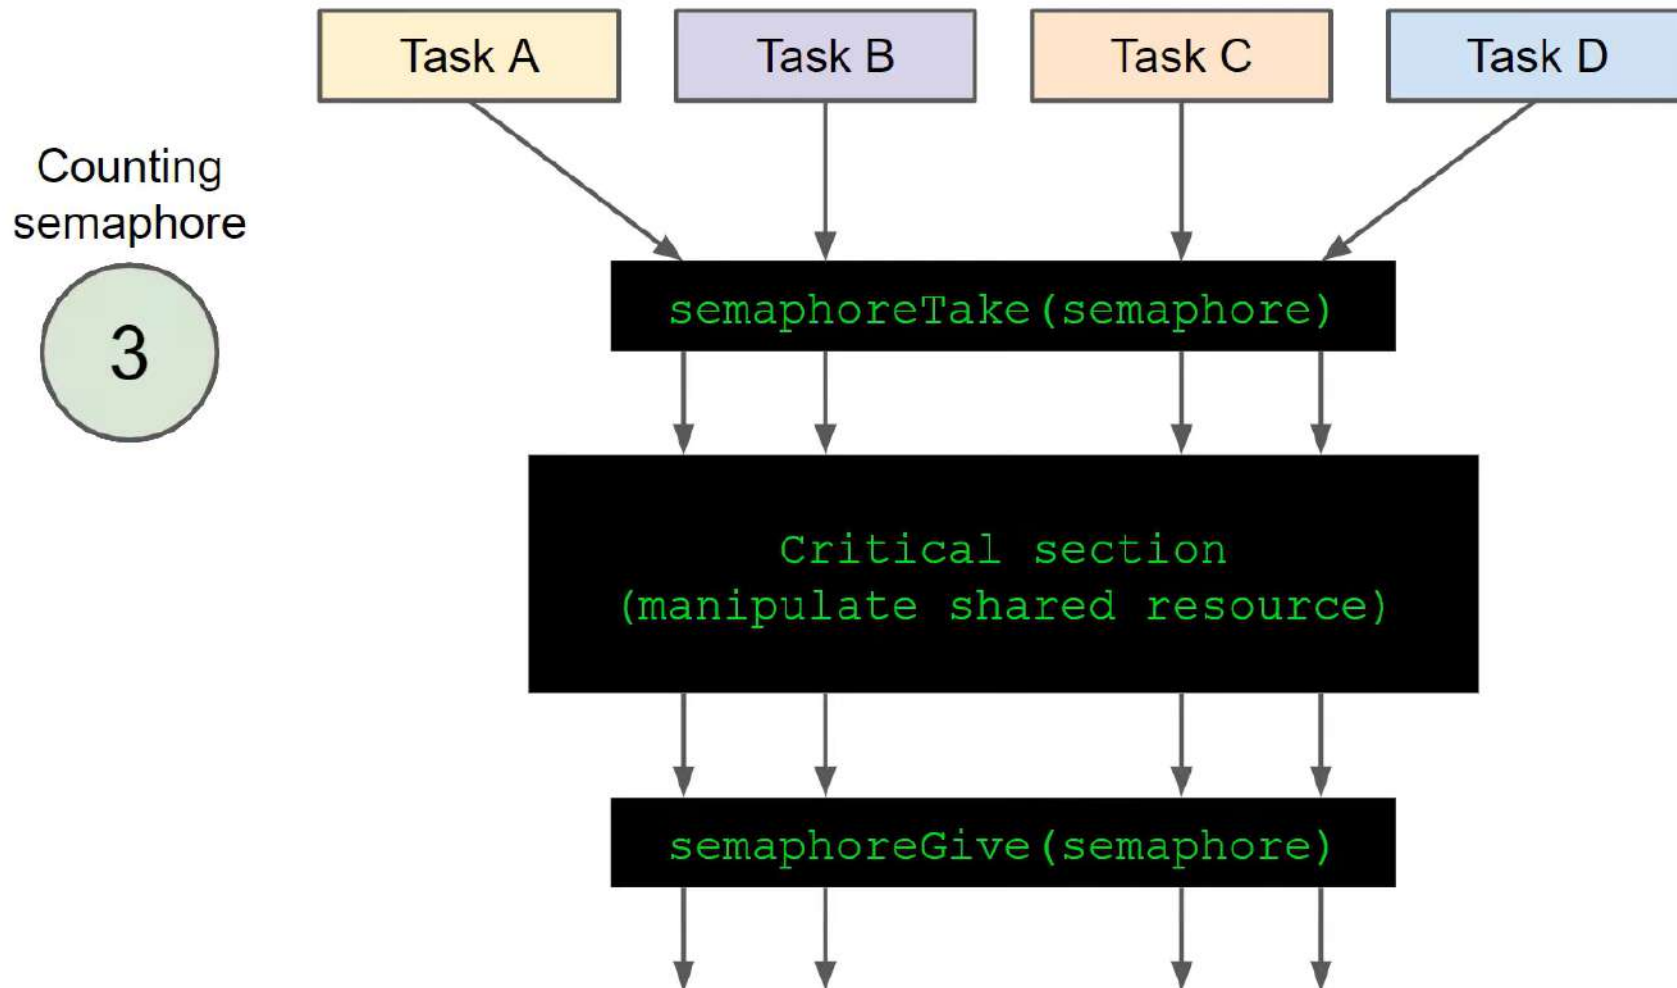 Task A
Task B
Task C
Task D
Counting
semaphore
3
semaphoreTake(semaphore)
Critical section
(manipulate shared resource)
semaphoreGive(semaphore)